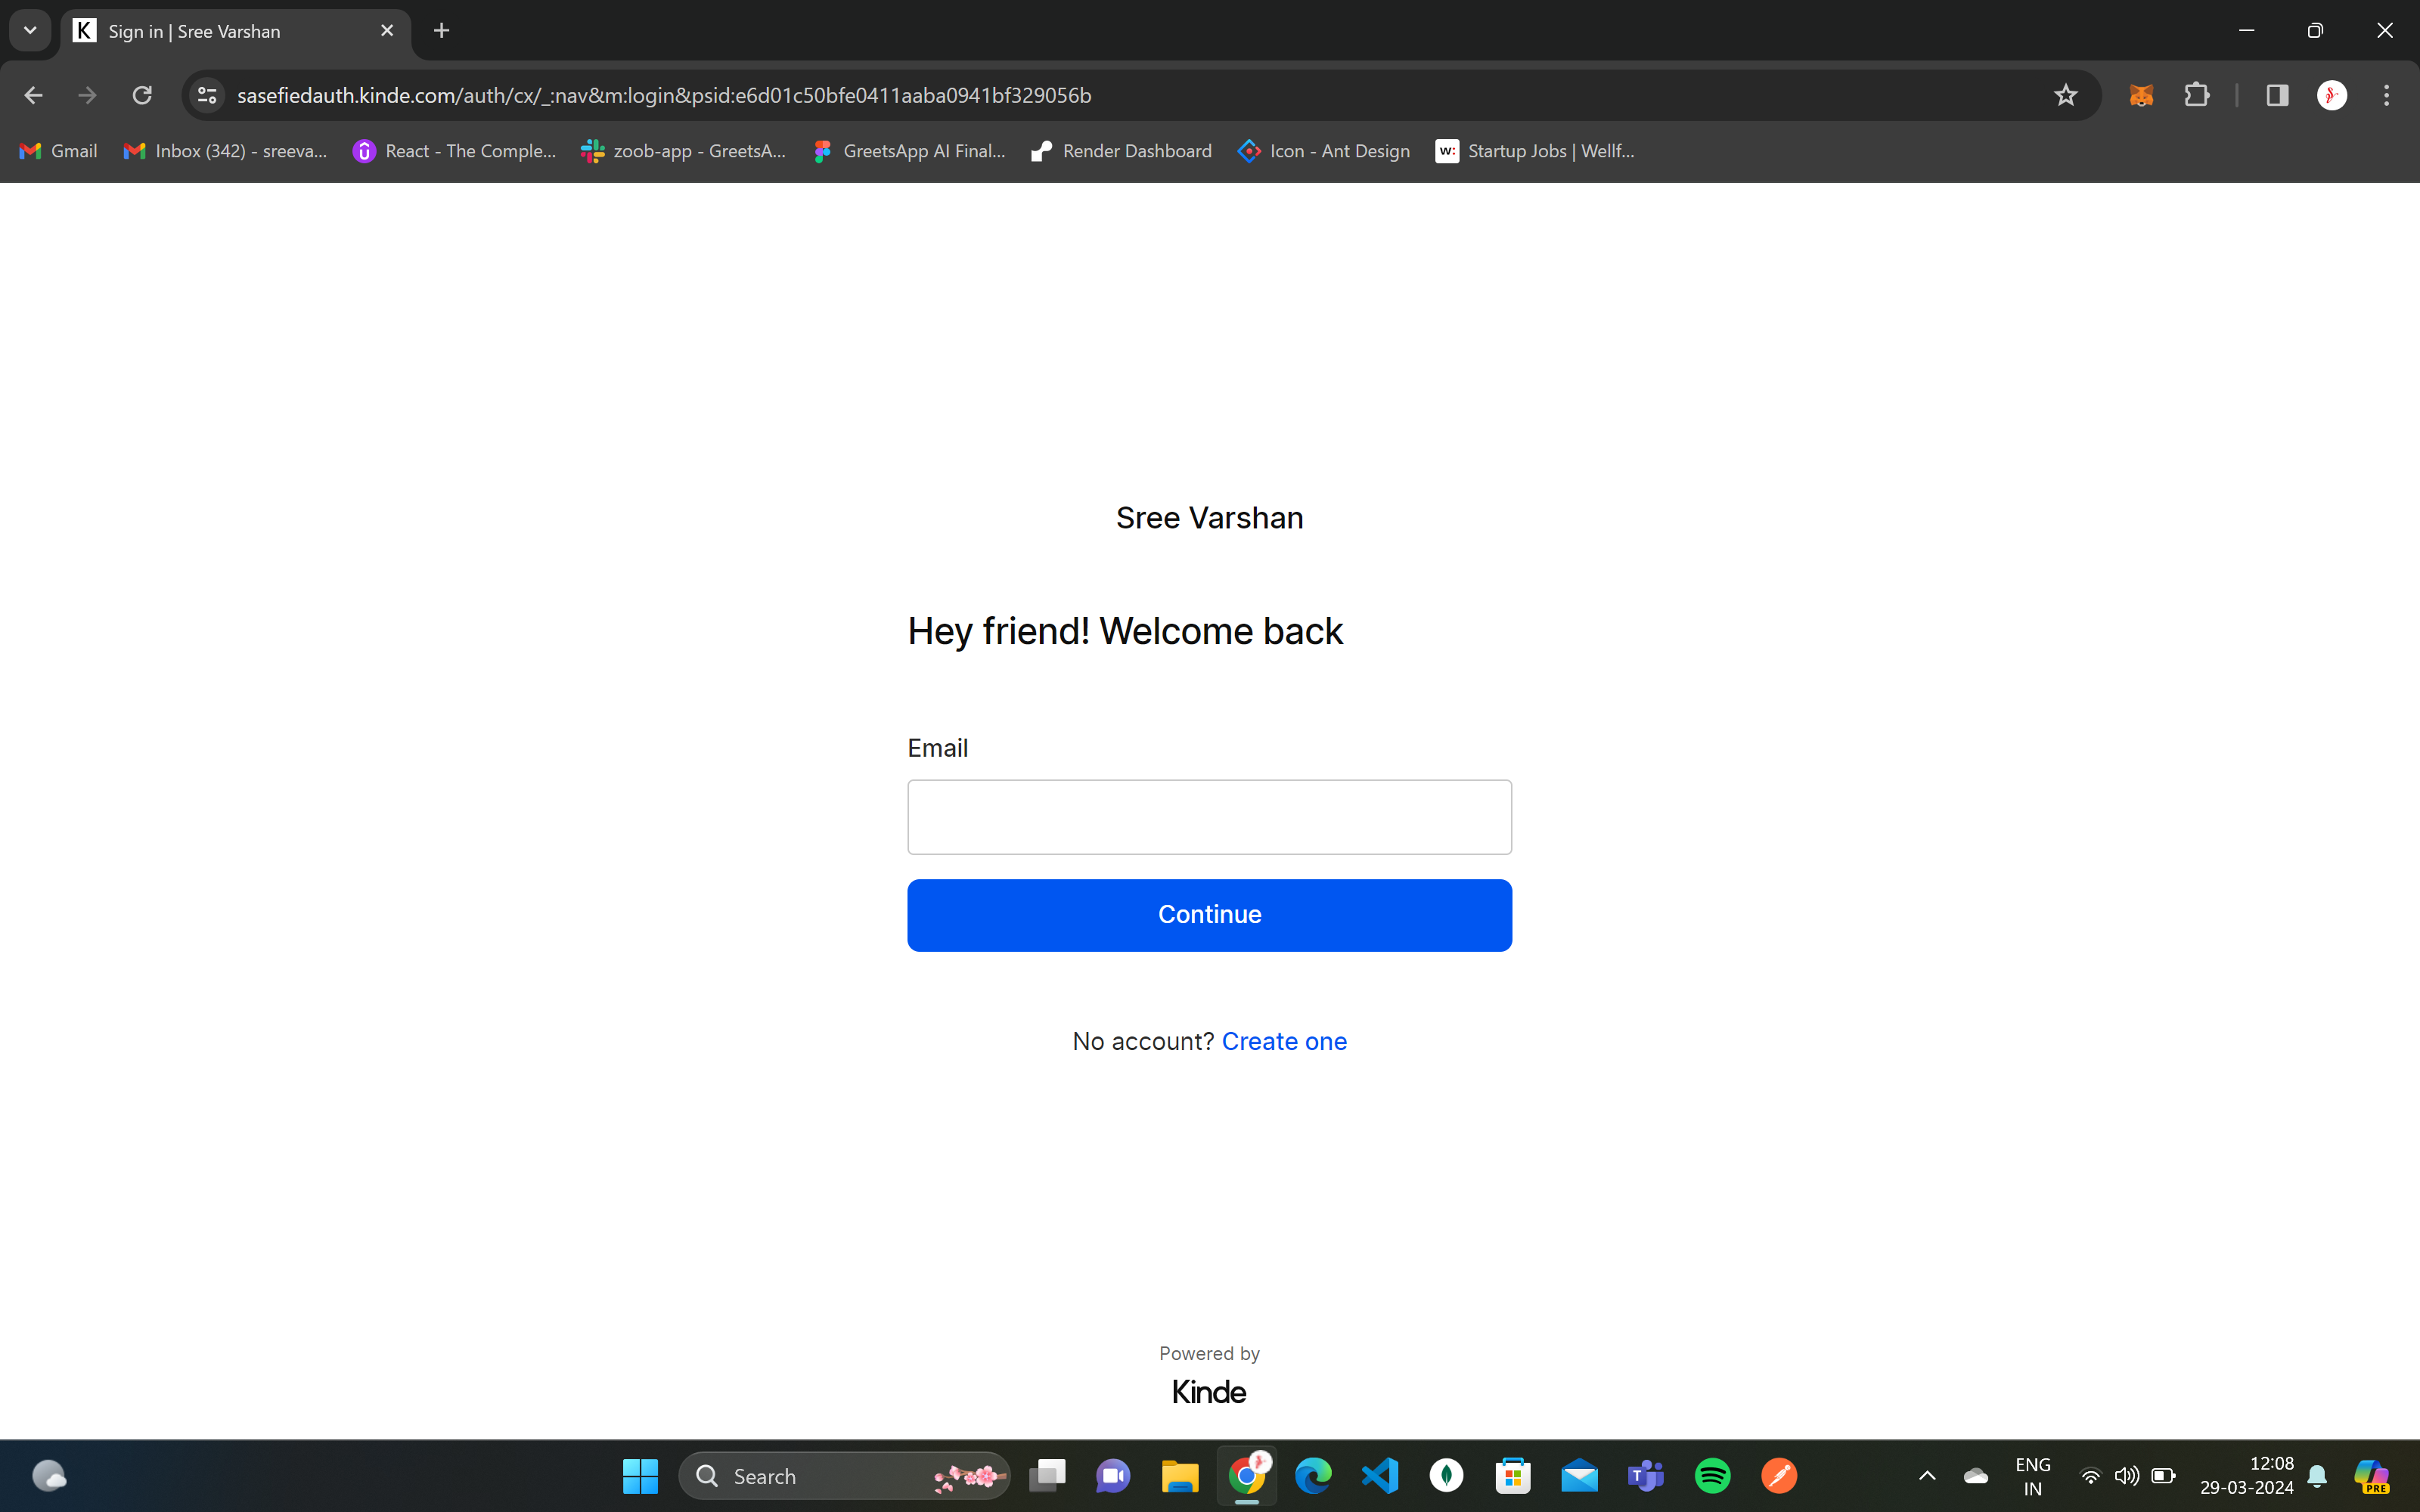 K Sign in | Sree Varshan
sasefiedauth.kinde.com/auth/cx/_:nav&m:login&psid:e6d01c50bfe0411aaba0941bf329056b
Gmail Inbox (342) - sreeva... React - The Comple... zoob-app - GreetsA... GreetsApp AI Final... Render Dashboard Icon - Ant Design w: Startup Jobs | Wellf...
Sree Varshan
Hey friend! Welcome back
Email
Continue
No account? Create one
Powered by
Kinde
Search
ENG
IN
12:08
29-03-2024
PRE